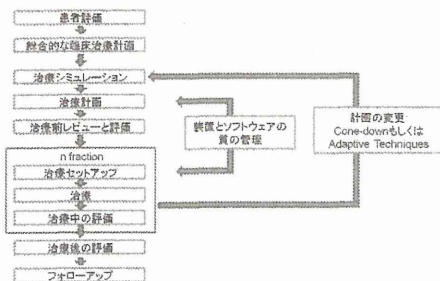 患者評価
総合的な臨床治療計画
治療シミュレーション
治療計画
治療前レビューと評価
n fraction
治療セットアップ
治療
治療中の評価
治療後の評価
フォローアップ
装置とソフトウェアの
質の管理
計画の変更
Cone-downもしくは
Adaptive Techniques